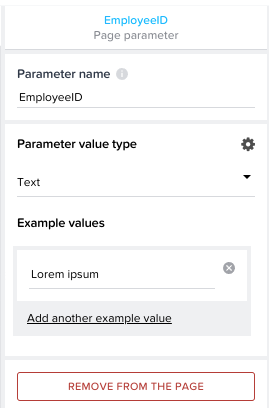 EmployeeID
Page parameter
Parameter name
EmployeeID
Parameter value type
Text
Example values
Lorem ipsum
Add another example value
REMOVE FROM THE PAGE